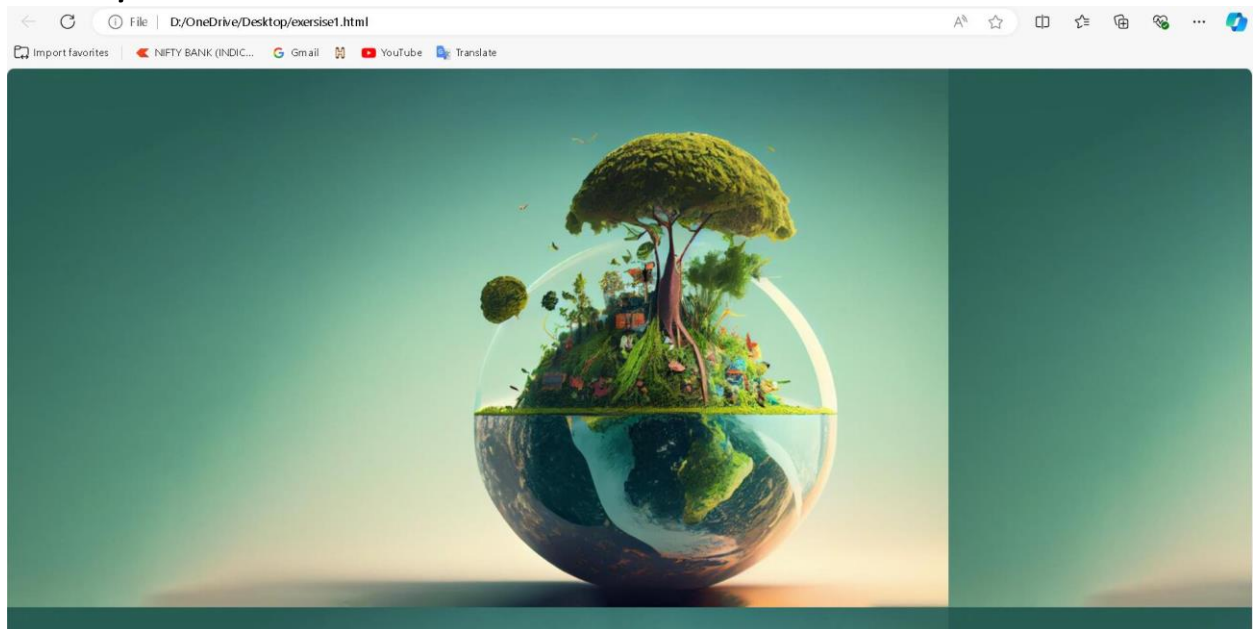 File | D:/OneDrive/Desktop/exersise1.html
Import favorites NIFTY BANK (INDIC... Gmail YouTube Translate